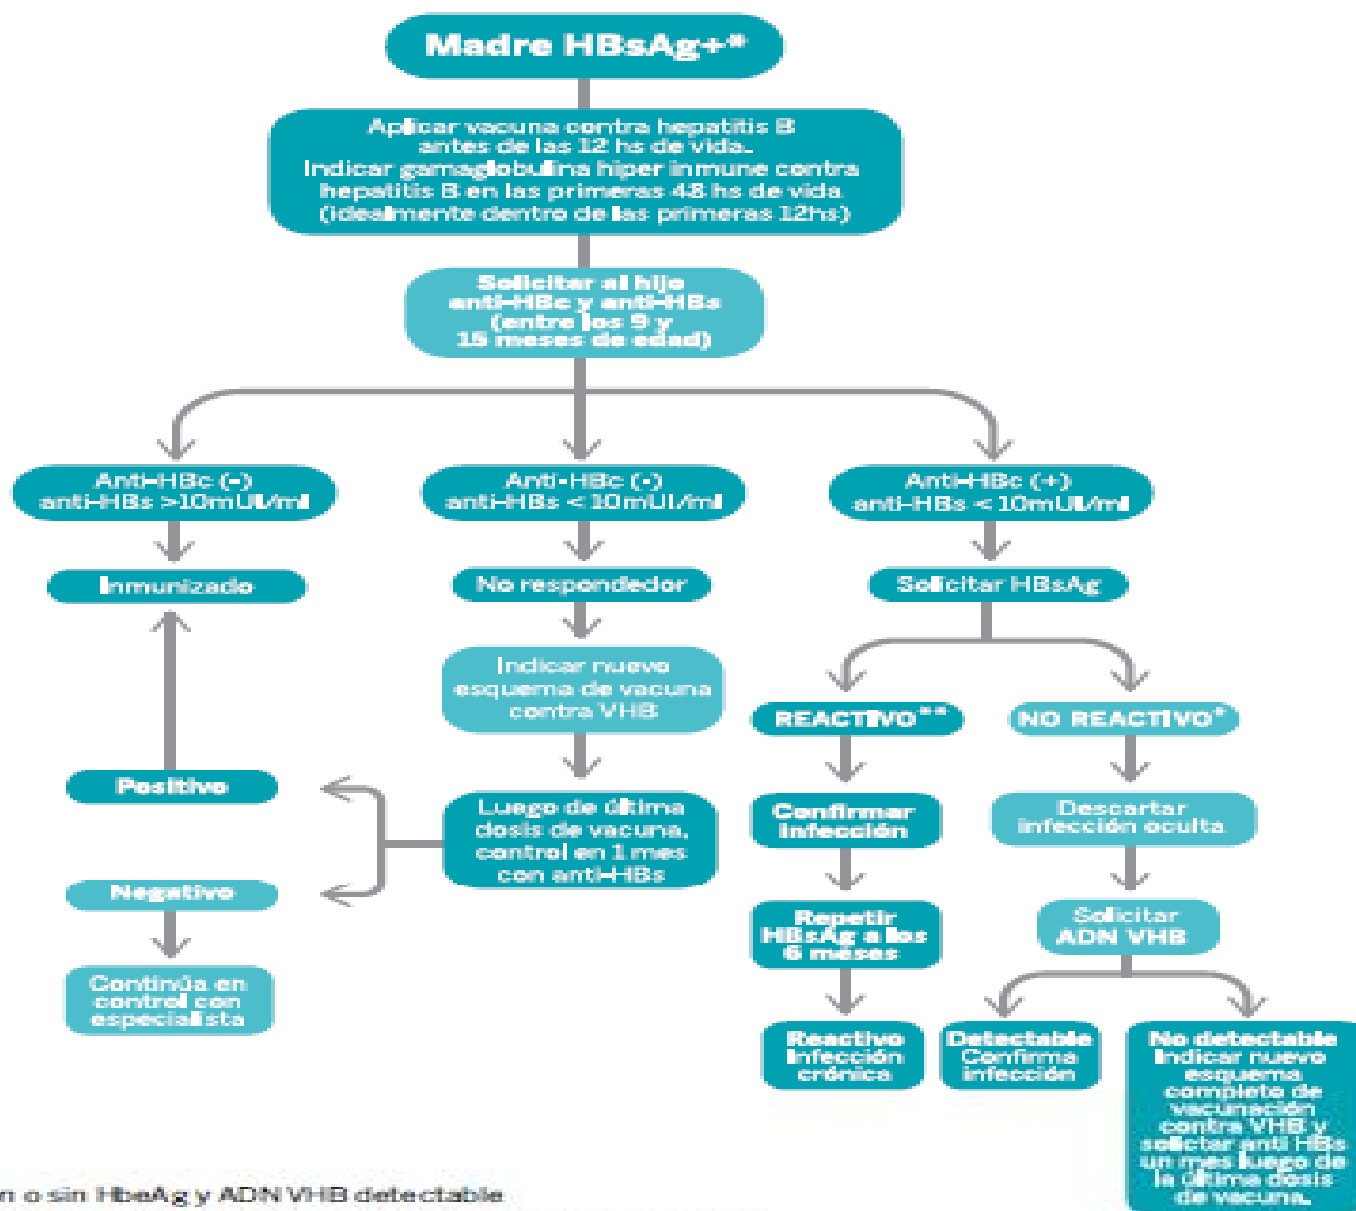 Madre HBsAg+*
Aplicar vacuna contra hepatitis B
antes de las 12 hs de vida.
Indicar gamaglobulina hiper inmune contra
hepatitis B en las primeras 48 hs de vida
(idealmente dentro de las primeras 12hs)
Solicitar al hijo
anti-HBc y anti-HBs
(entre los 9 y
15 meses de edad)
Anti-HBc (-)
anti-HBs >10mUI/ml
Anti-HBc (-)
anti-HBs <10mUI/ml
Anti-HBc (+)
anti-HBs <10mUI/ml
Inmunizado
No respondedor
Solicitar HBsAg
Indicar nuevo
esquema de vacuna
contra VHB
REACTIVO**
NO REACTIVO*
Positivo
Luego de última
dosis de vacuna,
control en 1 mes
con anti-HBs
Confirmar
infección
Descartar
infección oculta
Negativo
Repetir
HBsAg a los
6 meses
Solicitar
ADN VHB
Continúa en
control con
especialista
Reactivo
Infección
crónica
Detectable
Confirma
infección
No detectable
Indicar nuevo
esquema
completo de
vacunación
contra VHB y
solictar anti HBs
un mes luego de
la última dosis
de vacuna.
n o sin HbeAg y ADN VHB detectable